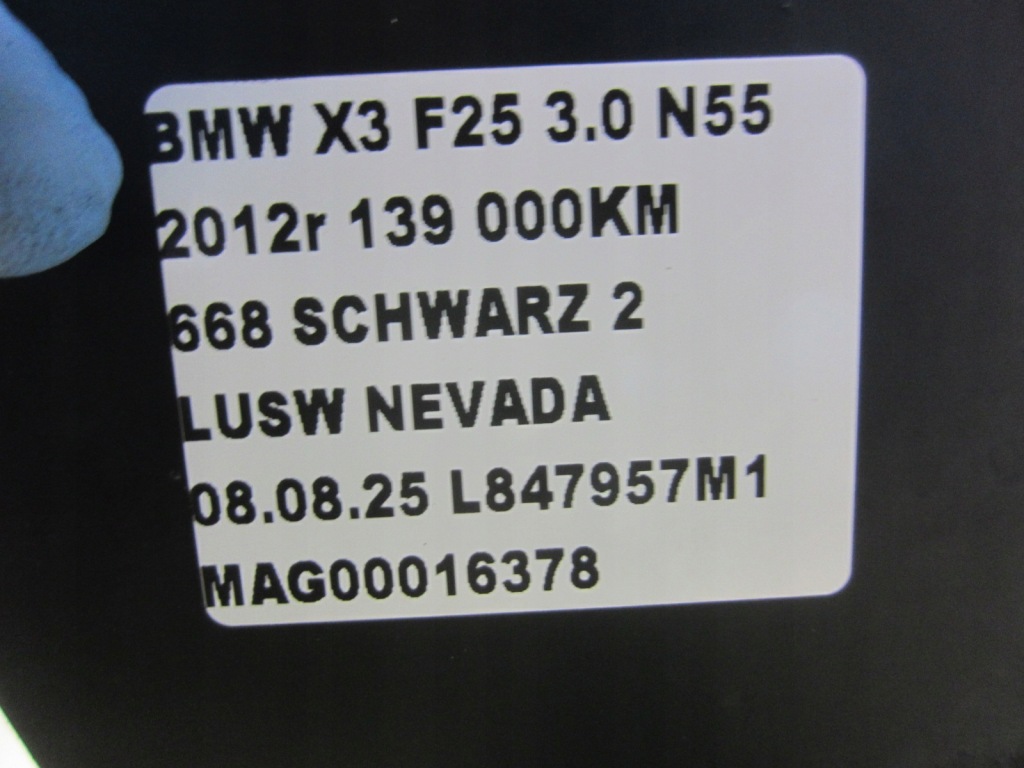 BMW X3 F25 3.0 N55
2012r 139 000KM
668 SCHWARZ 2
LUSW NEVADA
08.08.25 L847957M1
MAG00016378